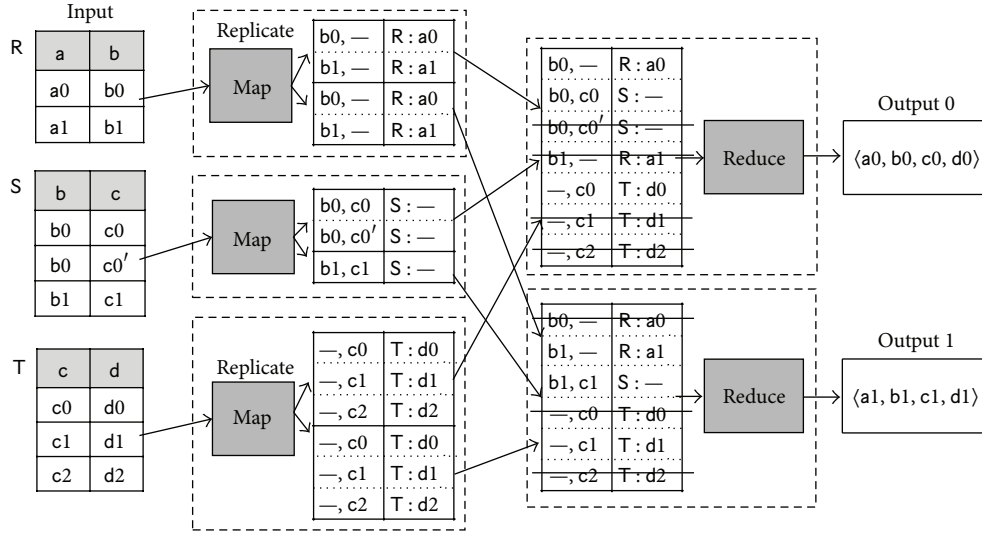 Input
R
a b
a0 b0
a1 b1
S
b c
b0 c0
b0 c0′
b1 c1
T
c d
c0 d0
c1 d1
c2 d2
Replicate
Map
b0, — R : a0
b1, — R : a1
b0, — R : a0
b1, — R : a1
Map
b0, c0 S : —
b0, c0′ S : —
b1, c1 S : —
Replicate
Map
—, c0 T : d0
—, c1 T : d1
—, c2 T : d2
—, c0 T : d0
—, c1 T : d1
—, c2 T : d2
b0, — R : a0
b0, c0 S : —
b0, c0′ S : —
b1, — R : a1
—, c0 T : d0
—, c1 T : d1
—, c2 T : d2
Reduce
Output 0
⟨a0, b0, c0, d0⟩
b0, — R : a0
b1, — R : a1
b1, c1 S : —
—, c0 T : d0
—, c1 T : d1
—, c2 T : d2
Reduce
Output 1
⟨a1, b1, c1, d1⟩